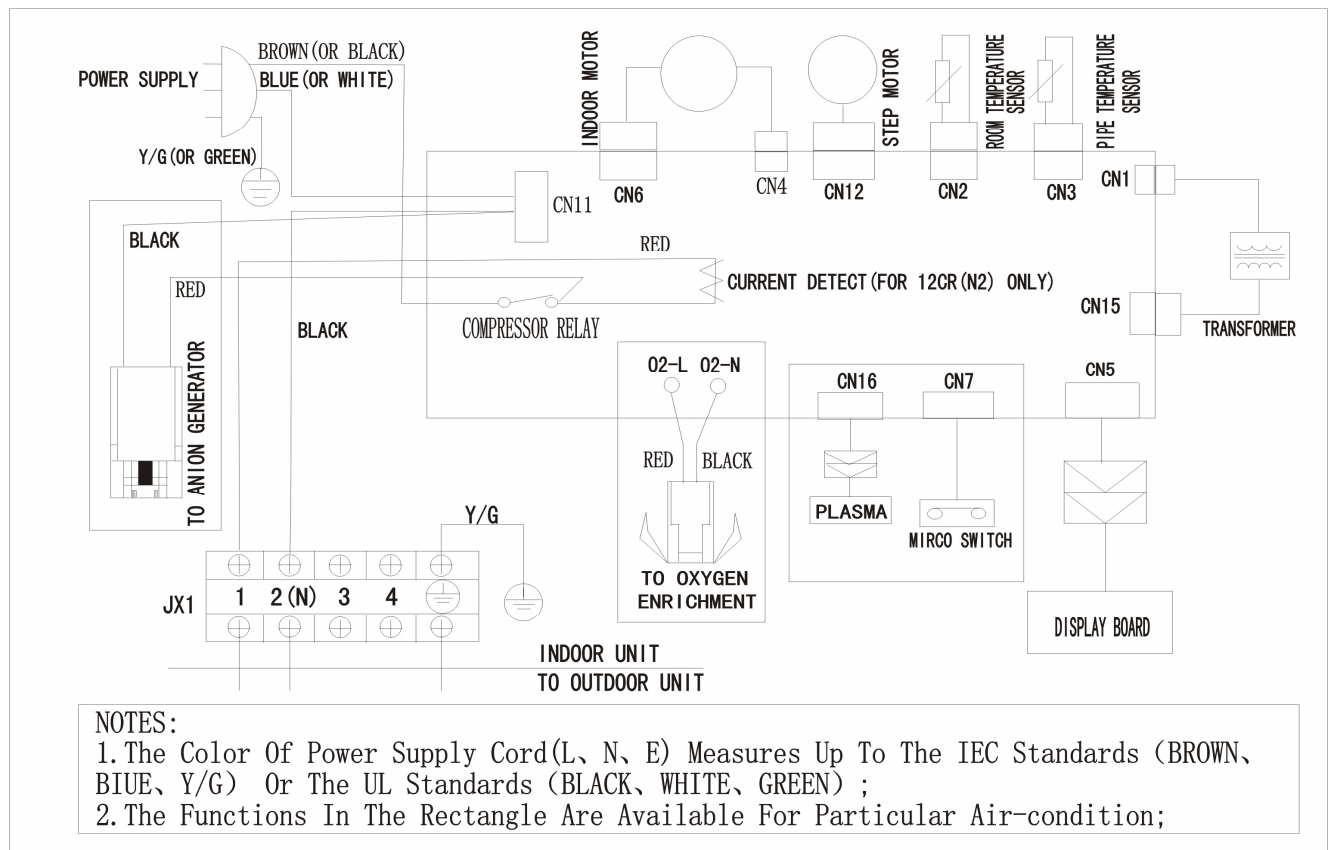 BROWN(OR BLACK)
POWER SUPPLY
BLUE(OR WHITE)
Y/G(OR GREEN)
INDOOR MOTOR
STEP MOTOR
ROOM TEMPERATURE
SENSOR
PIPE TEMPERATURE
SENSOR
CN6
CN4
CN12
CN2
CN3
CN1
CN11
BLACK
RED
RED
CURRENT DETECT(FOR 12CR(N2) ONLY)
CN15
TRANSFORMER
BLACK
COMPRESSOR RELAY
TO ANION GENERATOR
O2-L O2-N
CN16
CN7
CN5
RED
BLACK
PLASMA
MIRCO SWITCH
TO OXYGEN
ENRICHMENT
DISPLAY BOARD
Y/G
JX1
1 2(N) 3 4
INDOOR UNIT
TO OUTDOOR UNIT
NOTES:
1.The Color Of Power Supply Cord(L、N、E) Measures Up To The IEC Standards (BROWN、
BIUE、Y/G) Or The UL Standards (BLACK、WHITE、GREEN) ;
2.The Functions In The Rectangle Are Available For Particular Air-condition;